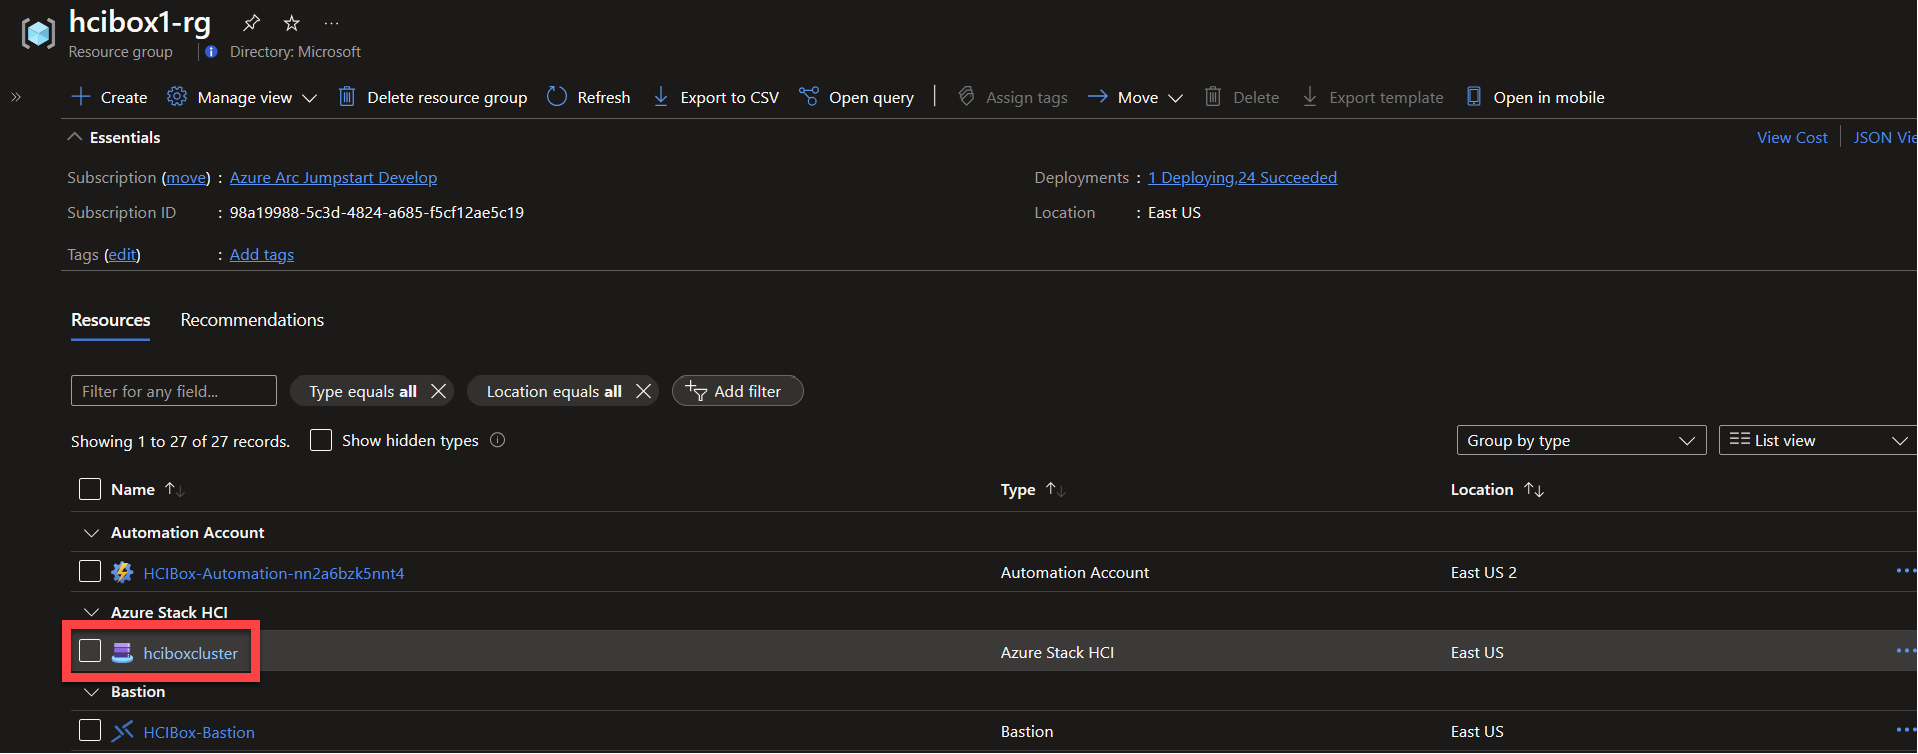 hcibox1-rg
Resource group
Directory: Microsoft
Create Manage view Delete resource group Refresh Export to CSV Open query Assign tags Move Delete Export template Open in mobile
Essentials
View Cost JSON Vie
Subscription (move) : Azure Arc Jumpstart Develop
Deployments : 1 Deploying,24 Succeeded
Subscription ID : 98a19988-5c3d-4824-a685-f5cf12ae5c19
Location : East US
Tags (edit) : Add tags
Resources Recommendations
Filter for any field... Type equals all Location equals all Add filter
Showing 1 to 27 of 27 records. Show hidden types Group by type List view
Name Type Location
Automation Account
HCIBox-Automation-nn2a6bzk5nnt4 Automation Account East US 2
Azure Stack HCI
hciboxcluster Azure Stack HCI East US
Bastion
HCIBox-Bastion Bastion East US